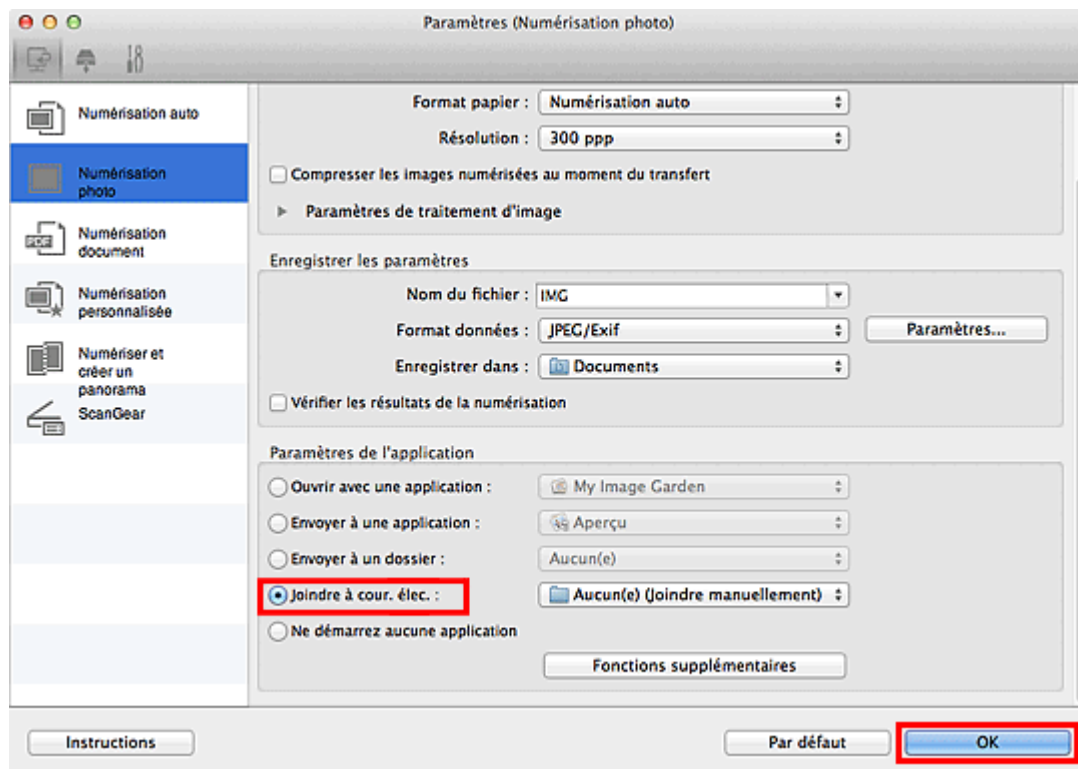 Paramètres (Numérisation photo)
Numérisation auto
Numérisation
photo
PDF
Numérisation
document
Numérisation
personnalisée
Numériser et
créer un
panorama
ScanGear
Format papier : Numérisation auto
Résolution : 300 ppp
Compresser les images numérisées au moment du transfert
Paramètres de traitement d'image
Enregistrer les paramètres
Nom du fichier : IMG
Format données : JPEG/Exif Paramètres...
Enregistrer dans : Documents
Vérifier les résultats de la numérisation
Paramètres de l'application
Ouvrir avec une application : My Image Garden
Envoyer à une application : Aperçu
Envoyer à un dossier : Aucun(e)
Joindre à cour. élec. : Aucun(e) (Joindre manuellement)
Ne démarrez aucune application
Fonctions supplémentaires
Instructions Par défaut OK